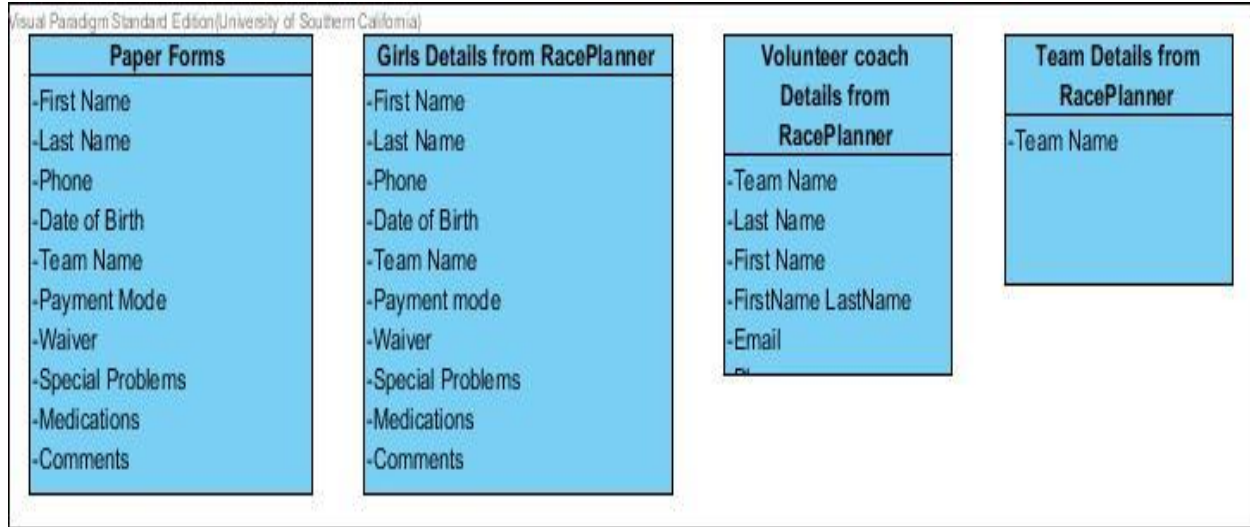 Visual Paradigm Standard Edition(University of Southern California)
Paper Forms
-First Name
-Last Name
-Phone
-Date of Birth
-Team Name
-Payment Mode
-Waiver
-Special Problems
-Medications
-Comments
Girls Details from RacePlanner
-First Name
-Last Name
-Phone
-Date of Birth
-Team Name
-Payment mode
-Waiver
-Special Problems
-Medications
-Comments
Volunteer coach
Details from
RacePlanner
-Team Name
-Last Name
-First Name
-FirstName LastName
-Email
Team Details from
RacePlanner
-Team Name